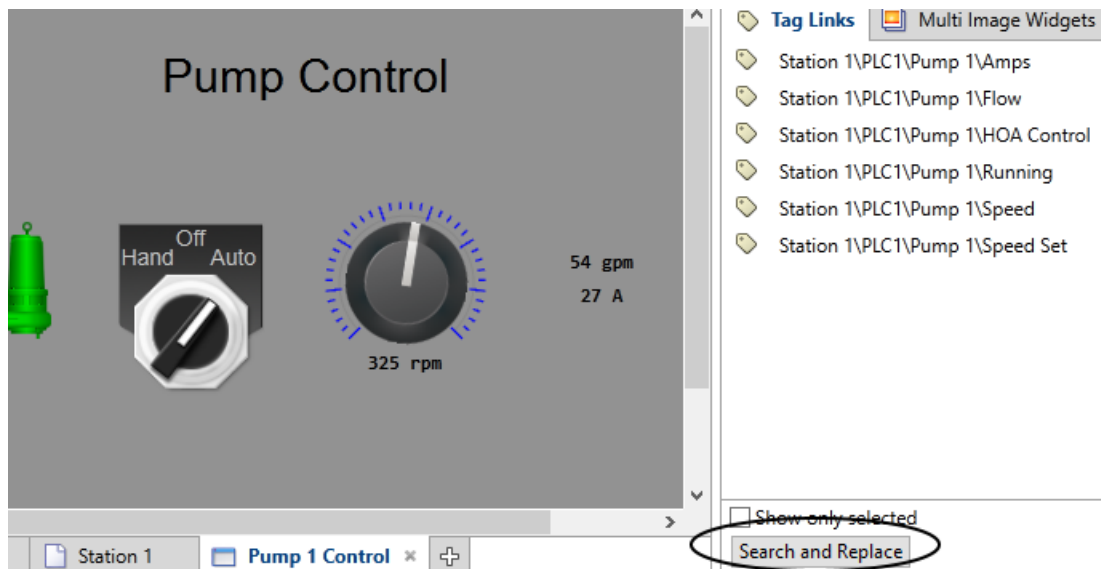 Pump Control
Off
Hand Auto
54 gpm
27 A
325 rpm
Station 1
Pump 1 Control
Tag Links
Multi Image Widgets
Station 1\PLC1\Pump 1\Amps
Station 1\PLC1\Pump 1\Flow
Station 1\PLC1\Pump 1\HOA Control
Station 1\PLC1\Pump 1\Running
Station 1\PLC1\Pump 1\Speed
Station 1\PLC1\Pump 1\Speed Set
Show only selected
Search and Replace